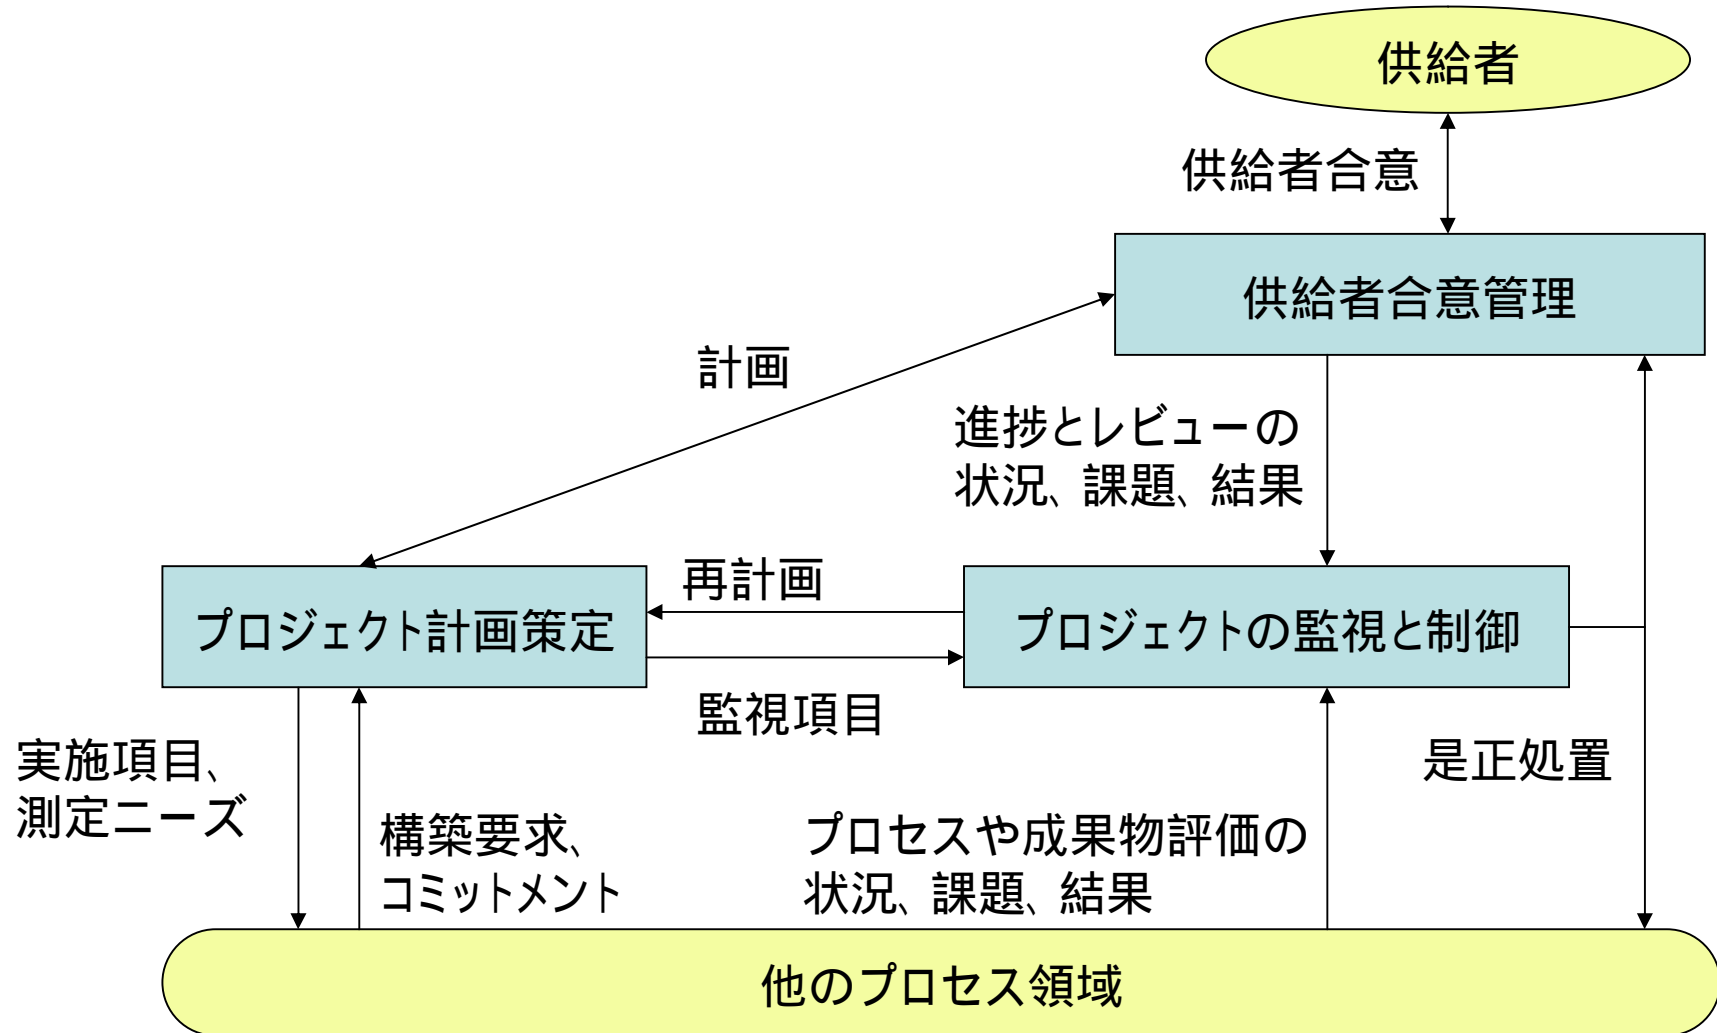 供給者
供給者合意
供給者合意管理
計画
進捗とレビューの
状況、課題、結果
再計画
プロジェクト計画策定
プロジェクトの監視と制御
監視項目
実施項目、
測定ニーズ
是正処置
構築要求、
コミットメント
プロセスや成果物評価の
状況、課題、結果
他のプロセス領域